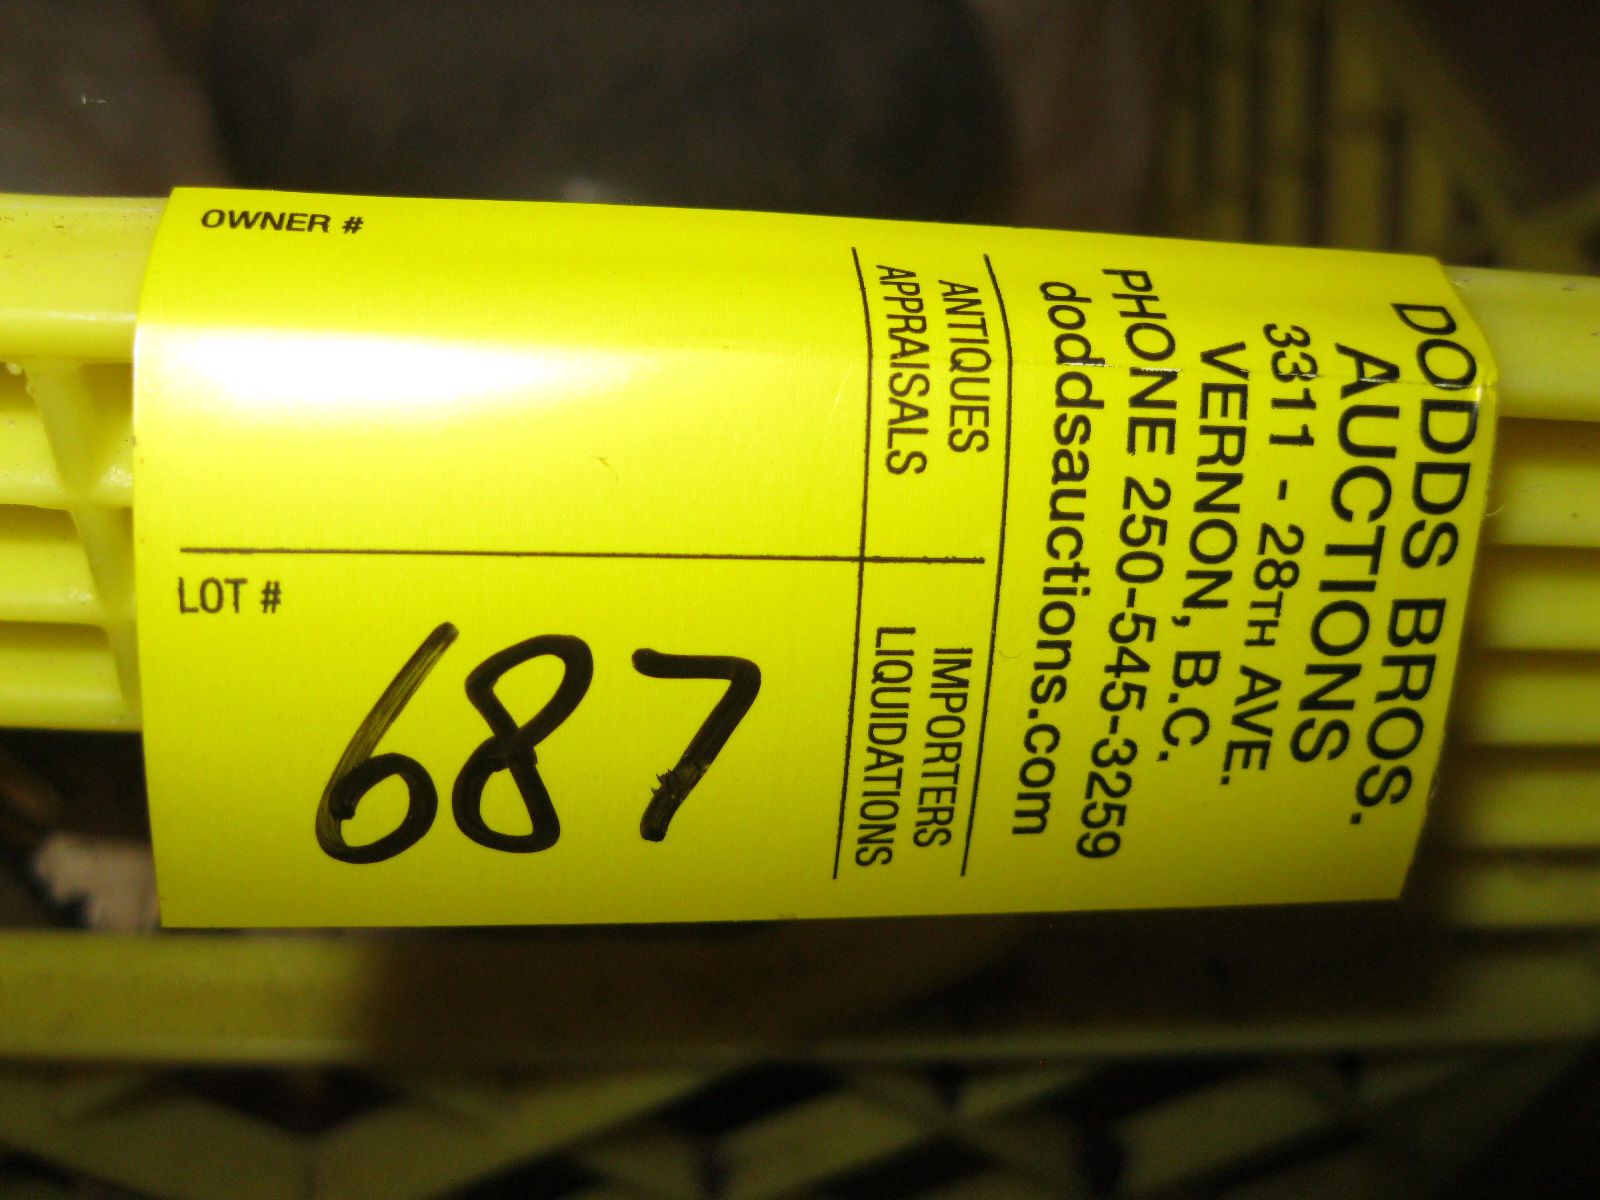 OWNER #
LOT #
687
DODDS BROS.
AUCTIONS
3311 - 28TH AVE.
VERNON, B.C.
PHONE 250-545-3259
doddsauctions.com
ANTIQUES
APPRAISALS
IMPORTERS
LIQUIDATIONS